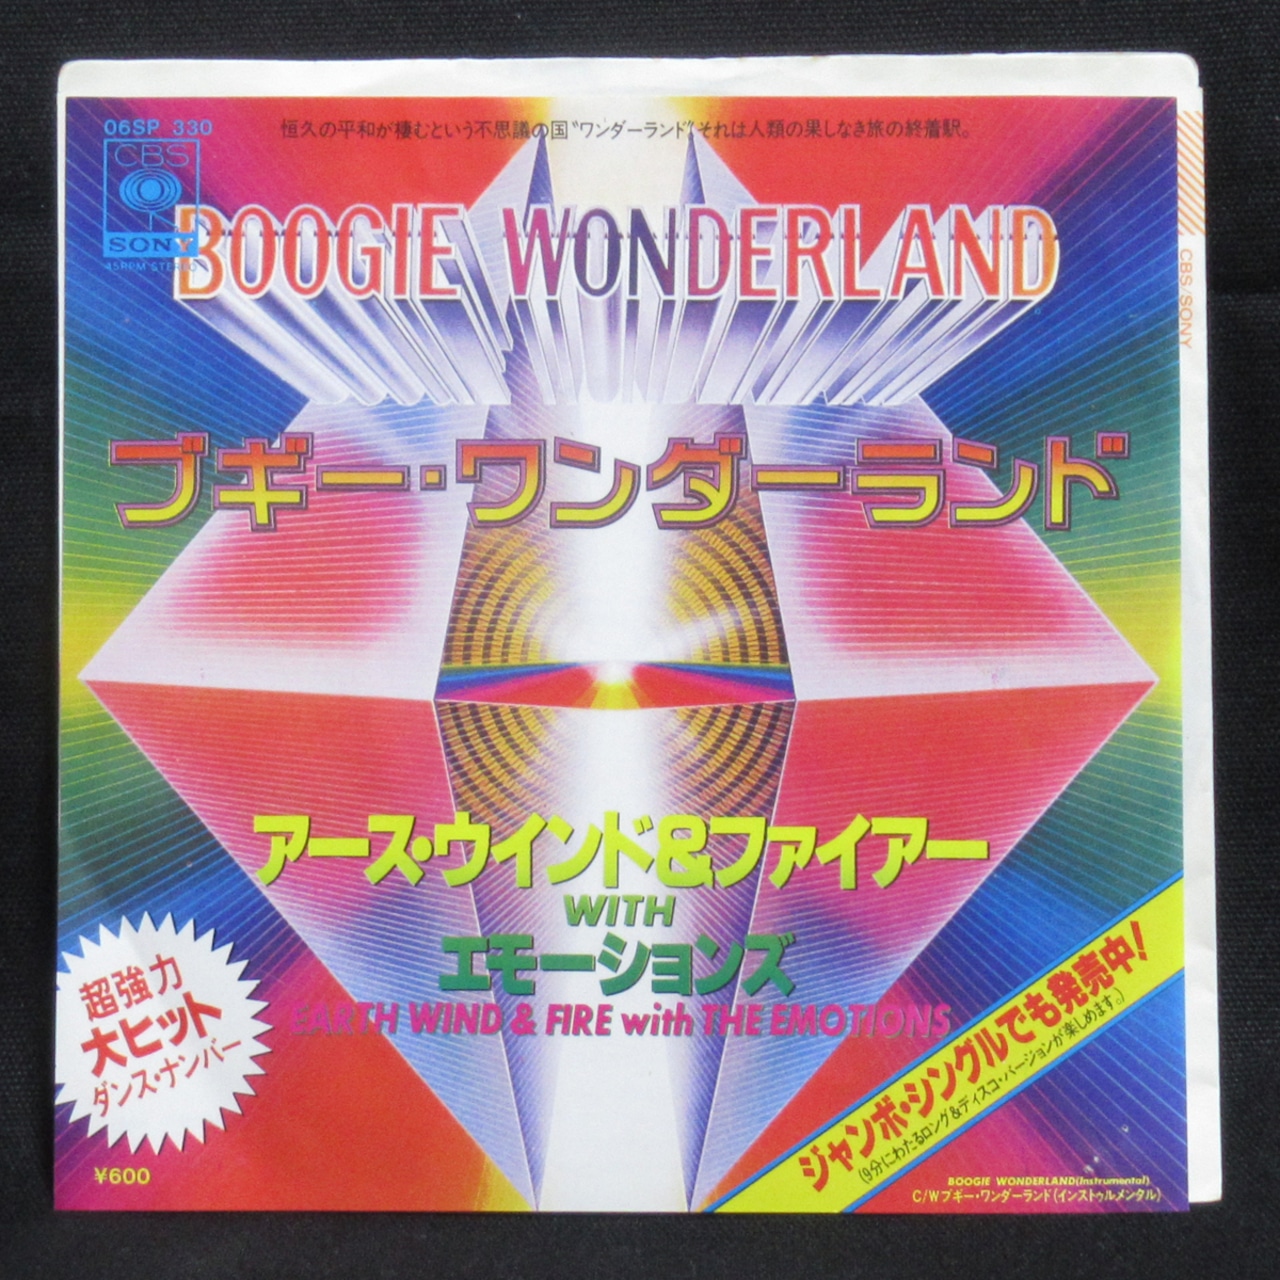 06SP 330
恒久の平和が棲むという不思議の国“ワンダーランド”それは人類の果しなき旅の終着駅。
CBS
SONY
45RPM STEREO
BOOGIE WONDERLAND
CBS/SONY
ブギー・ワンダーランド
アース・ウインド&ファイアー
WITH
エモーションズ
EARTH WIND & FIRE with THE EMOTIONS
超強力
大ヒット
ダンス・ナンバー
¥600
ジャンボ・シングルでも発売中!
(9分にわたるロング&ディスコ・バージョンが楽しめます。)
BOOGIE WONDERLAND(Instrumental)
C/W ブギー・ワンダーランド(インストゥルメンタル)